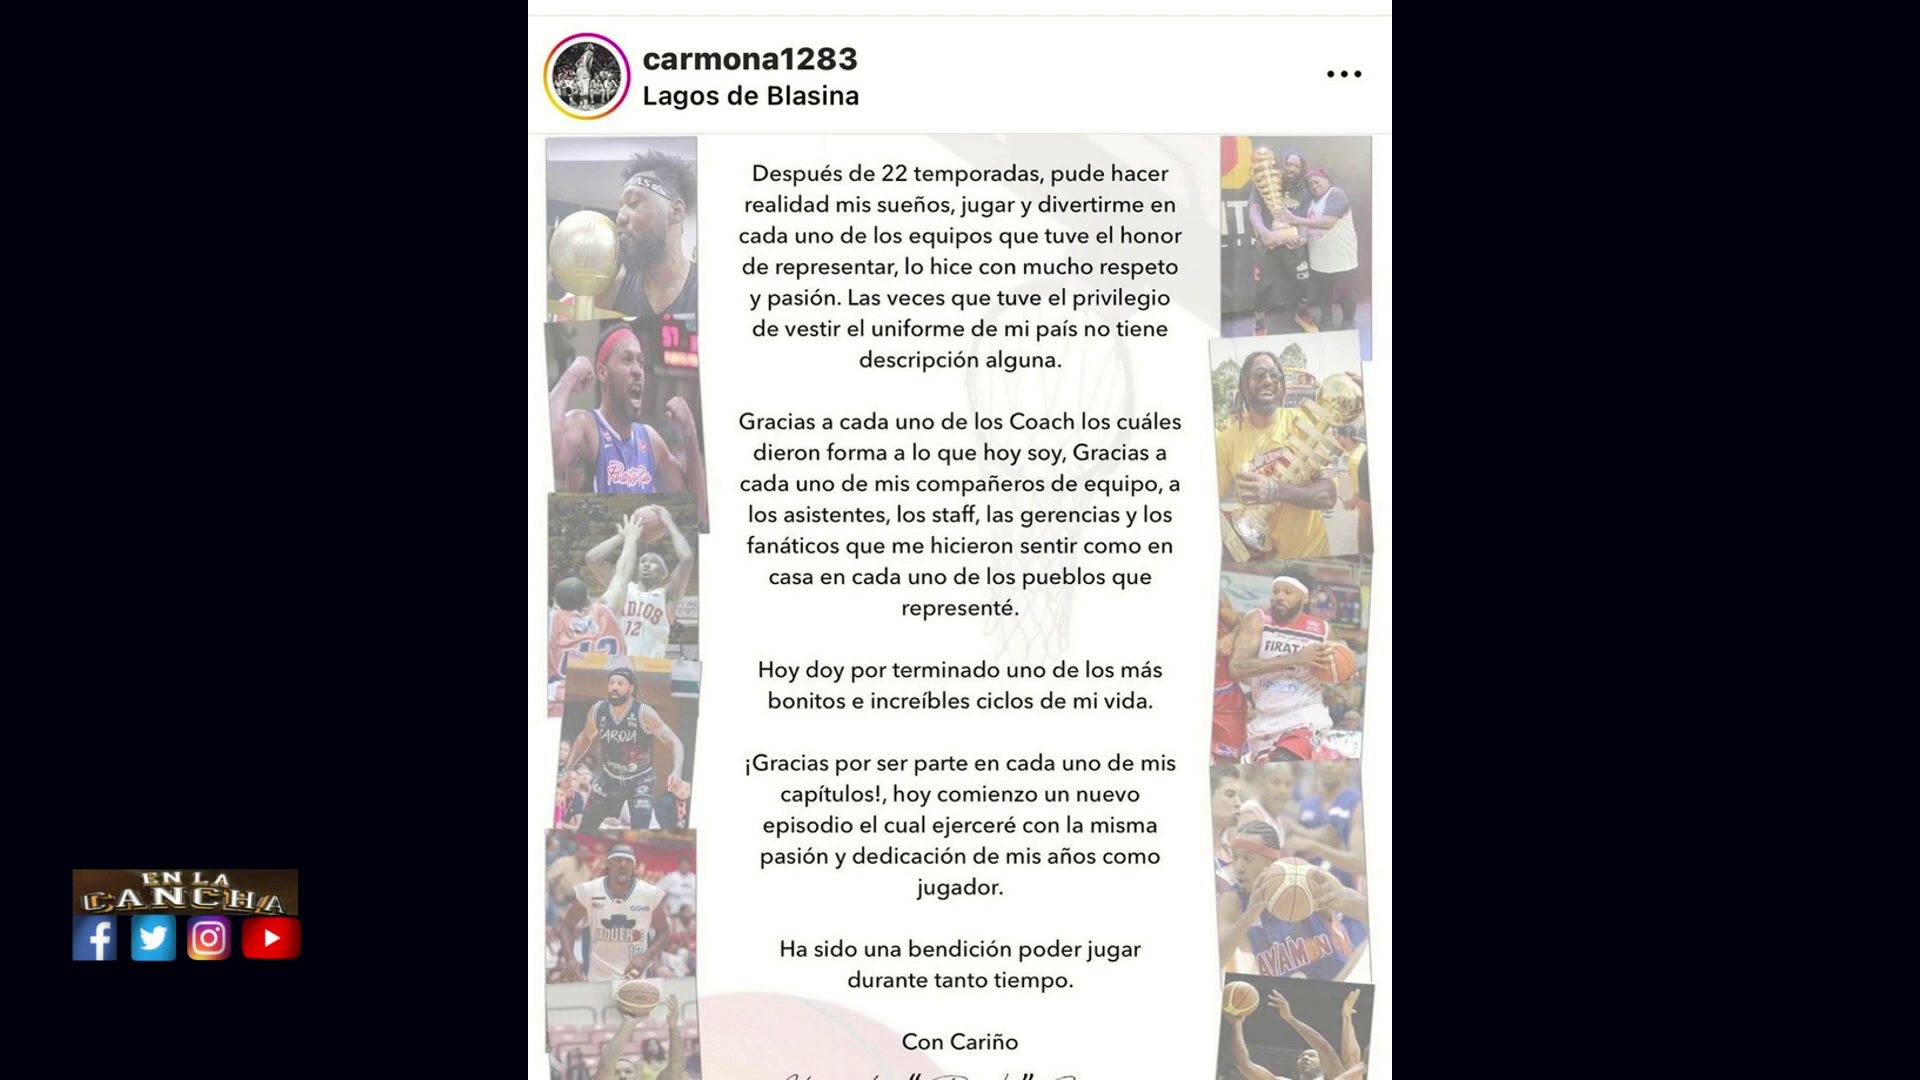 carmona1283
Lagos de Blasina
Después de 22 temporadas, pude hacer
realidad mis sueños, jugar y divertirme en
cada uno de los equipos que tuve el honor
de representar, lo hice con mucho respeto
y pasión. Las veces que tuve el privilegio
de vestir el uniforme de mi país no tiene
descripción alguna.
Gracias a cada uno de los Coach los cuáles
dieron forma a lo que hoy soy, Gracias a
cada uno de mis compañeros de equipo, a
los asistentes, los staff, las gerencias y los
fanáticos que me hicieron sentir como en
casa en cada uno de los pueblos que
representé.
Hoy doy por terminado uno de los más
bonitos e increíbles ciclos de mi vida.
¡Gracias por ser parte en cada uno de mis
capítulos!, hoy comienzo un nuevo
episodio el cual ejerceré con la misma
pasión y dedicación de mis años como
jugador.
Ha sido una bendición poder jugar
durante tanto tiempo.
Con Cariño
EN LA
CANCHA
12